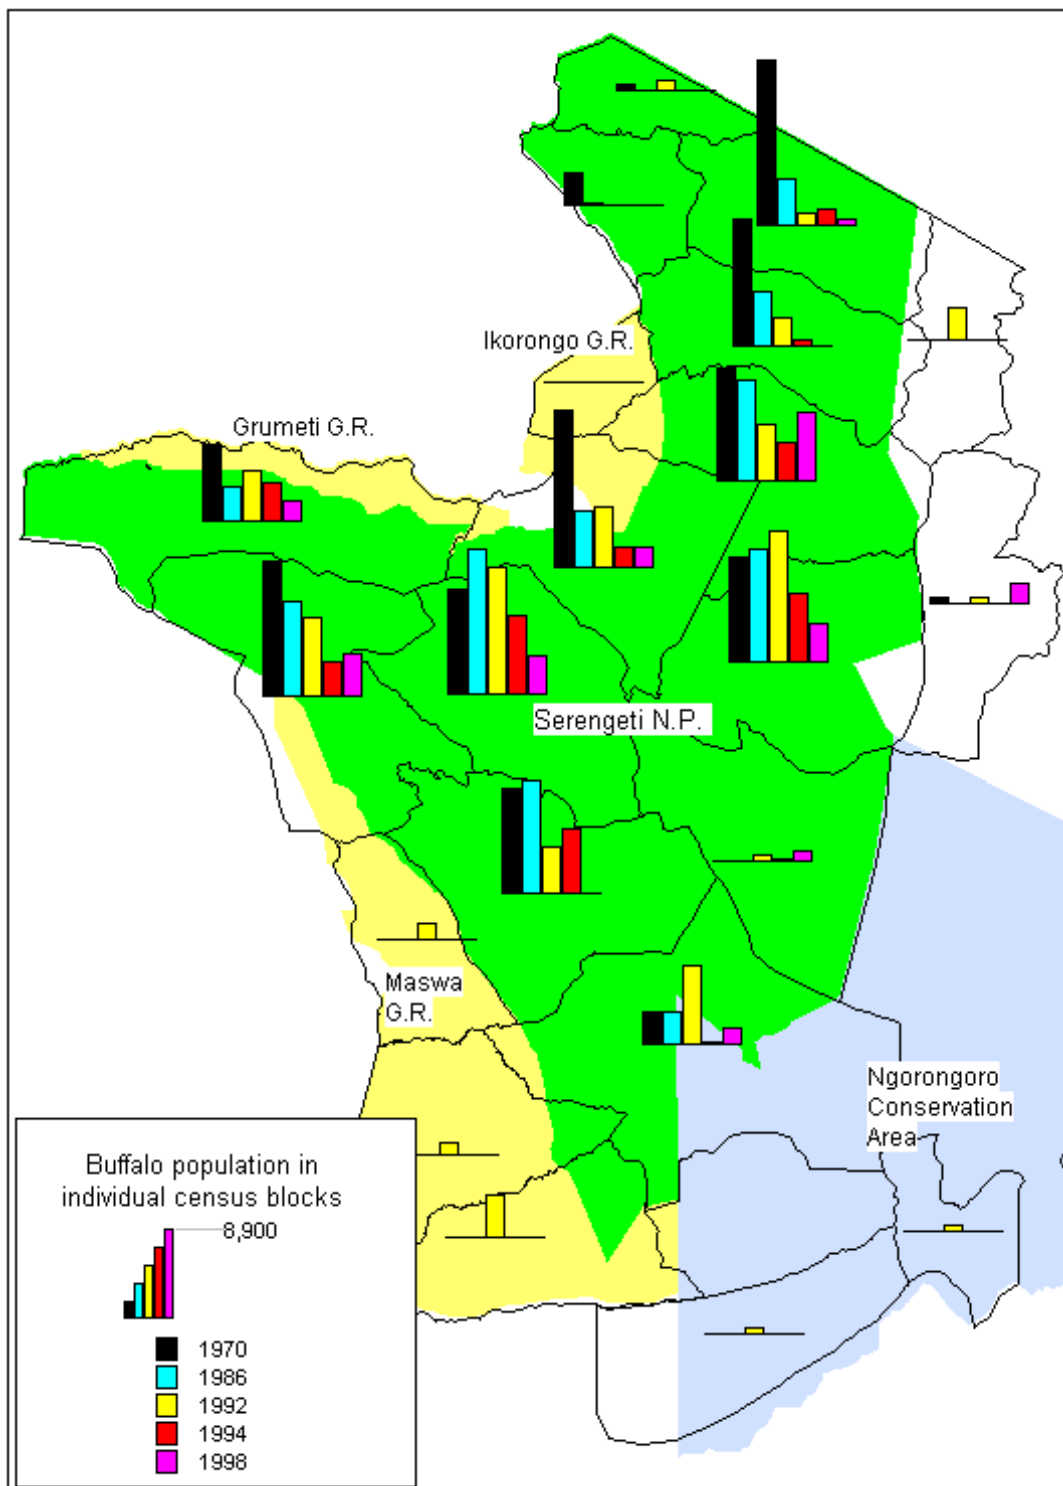 Ikorongo G.R.
Grumeti G.R.
Serengeti N.P.
Maswa
G.R.
Ngorongoro
Conservation
Area
Buffalo population in
individual census blocks
8,900
1970
1986
1992
1994
1998